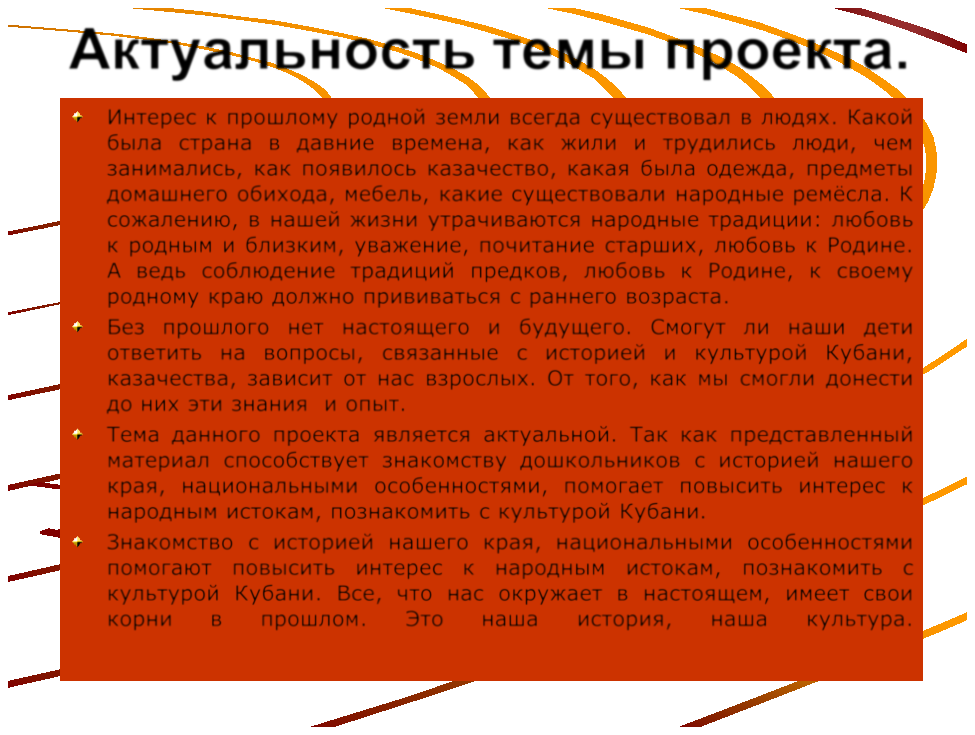 Актуальность темы проекта.
Интерес к прошлому родной земли всегда существовал в людях. Какой
была страна в давние времена, как жили и трудились люди, чем
занимались, как появилось казачество, какая была одежда, предметы
домашнего обихода, мебель, какие существовали народные ремёсла. К
сожалению, в нашей жизни утрачиваются народные традиции: любовь
к родным и близким, уважение, почитание старших, любовь к Родине.
А ведь соблюдение традиций предков, любовь к Родине, к своему
родному краю должно прививаться с раннего возраста.
Без прошлого нет настоящего и будущего. Смогут ли наши дети
ответить на вопросы, связанные с историей и культурой Кубани,
казачества, зависит от нас взрослых. От того, как мы смогли донести
до них эти знания и опыт.
Тема данного проекта является актуальной. Так как представленный
материал способствует знакомству дошкольников с историей нашего
края, национальными особенностями, помогает повысить интерес к
народным истокам, познакомить с культурой Кубани.
Знакомство с историей нашего края, национальными особенностями
помогают повысить интерес к народным истокам, познакомить с
культурой Кубани. Все, что нас окружает в настоящем, имеет свои
корни в прошлом. Это наша история, наша культура.